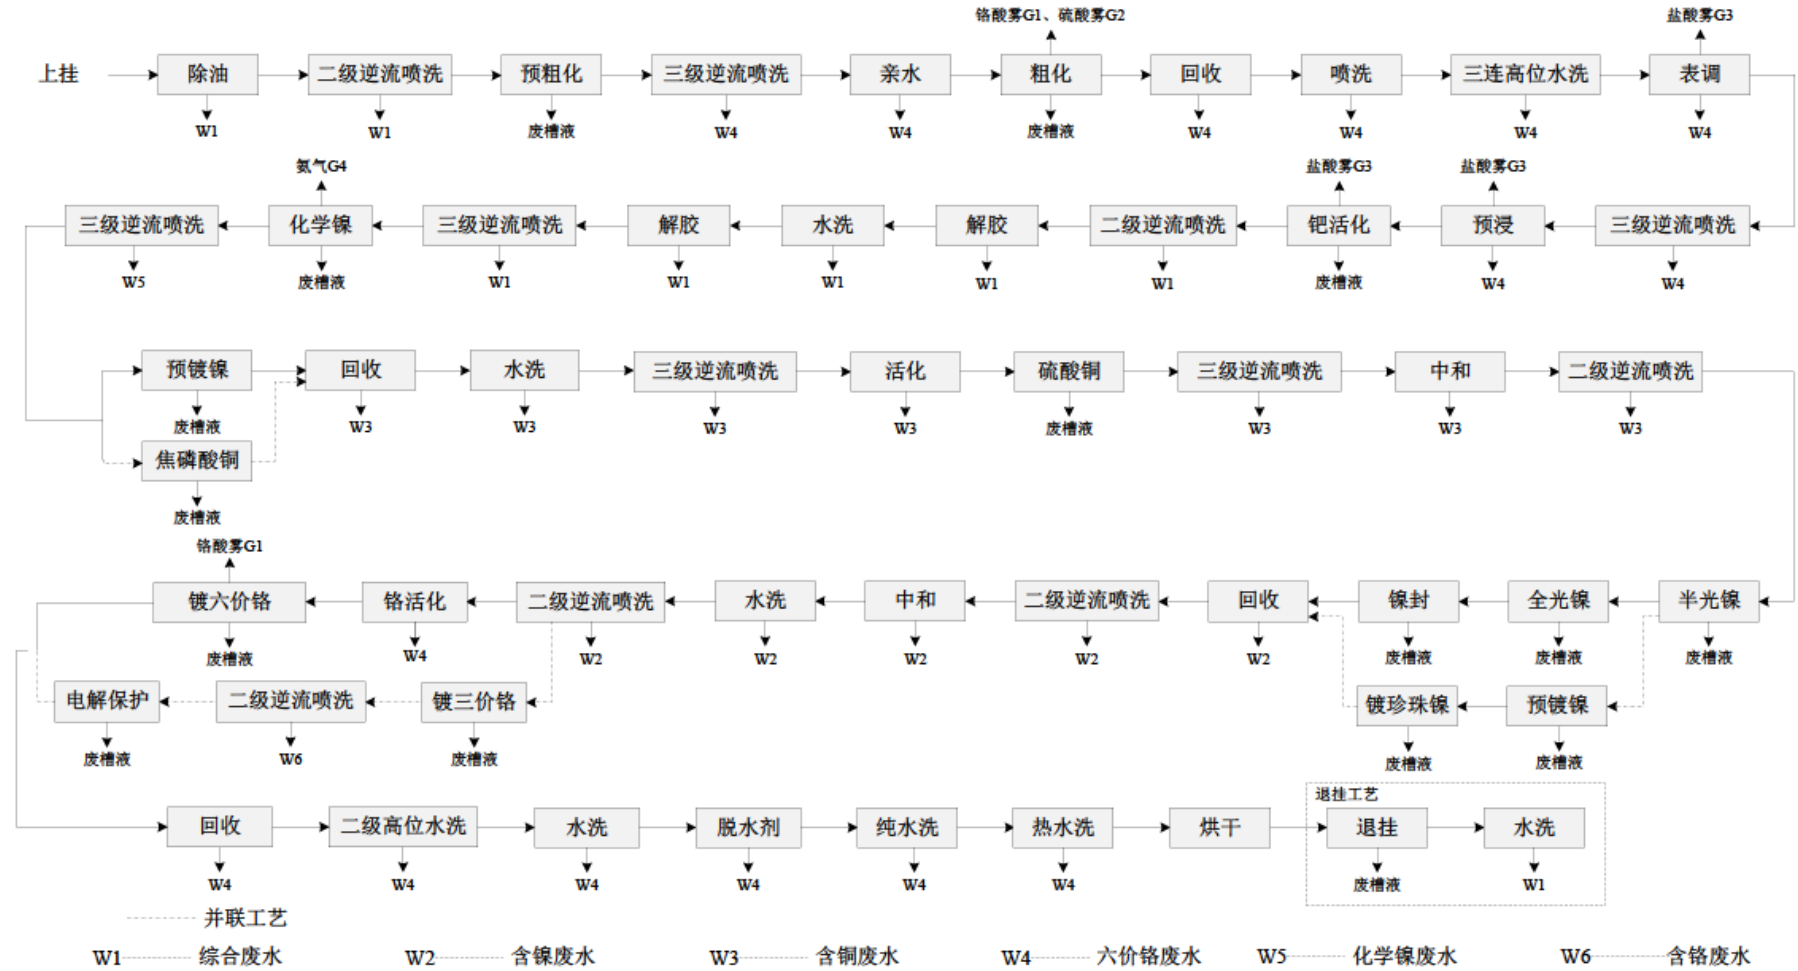 铬酸雾G1、硫酸雾G2 盐酸雾G3
上挂 除油 二级逆流喷洗 预粗化 三级逆流喷洗 亲水 粗化 回收 喷洗 三连高位水洗 表调
W1 W1 废槽液 W4 W4 废槽液 W4 W4 W4 W4
氨气G4 盐酸雾G3 盐酸雾G3
三级逆流喷洗 化学镍 三级逆流喷洗 解胶 水洗 解胶 二级逆流喷洗 钯活化 预浸 三级逆流喷洗
W5 废槽液 W1 W1 W1 W1 W1 废槽液 W4 W4
预镀镍 回收 水洗 三级逆流喷洗 活化 硫酸铜 三级逆流喷洗 中和 二级逆流喷洗
废槽液 W3 W3 W3 W3 废槽液 W3 W3 W3
焦磷酸铜
废槽液
铬酸雾G1
镀六价铬 铬活化 二级逆流喷洗 水洗 中和 二级逆流喷洗 回收 镍封 全光镍 半光镍
废槽液 W4 W2 W2 W2 W2 W2 废槽液 废槽液 废槽液
电解保护 二级逆流喷洗 镀三价铬 镀珍珠镍 预镀镍
废槽液 W6 废槽液 废槽液 废槽液
退挂工艺
回收 二级高位水洗 水洗 脱水剂 纯水洗 热水洗 烘干 退挂 水洗
W4 W4 W4 W4 W4 W4 废槽液 W1
并联工艺
W1 综合废水 W2 含镍废水 W3 含铜废水 W4 六价铬废水 W5 化学镍废水 W6 含铬废水